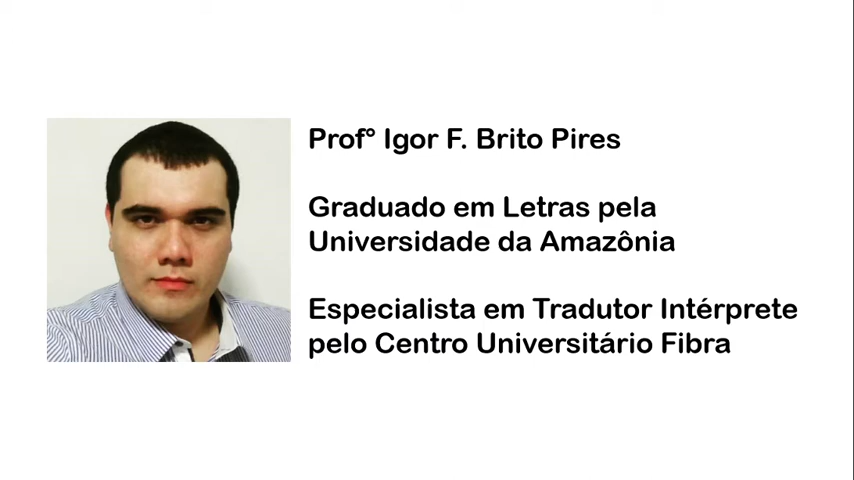 Prof° Igor F. Brito Pires
Graduado em Letras pela
Universidade da Amazônia
Especialista em Tradutor Intérprete
pelo Centro Universitário Fibra